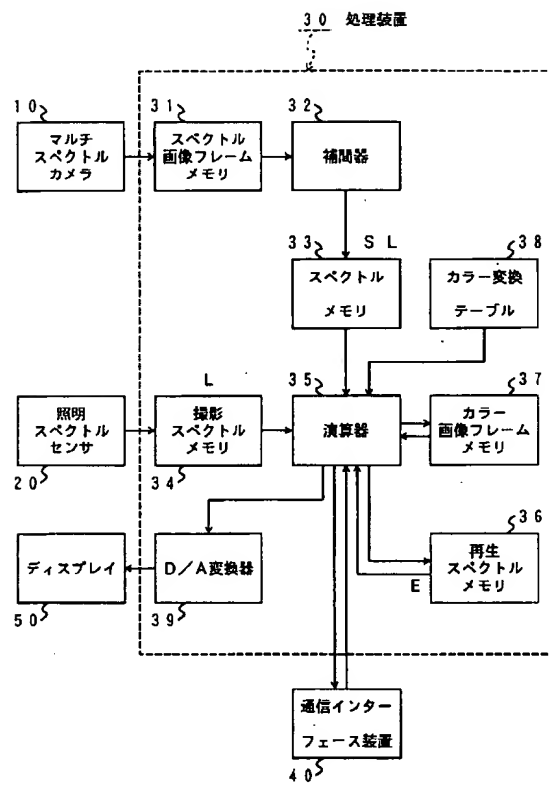 30 処理装置
10
マルチ
スペクトル
カメラ
31
スペクトル
画像フレーム
メモリ
32
補間器
SL
33
スペクトル
メモリ
38
カラー変換
テーブル
L
照明
スペクトル
センサ
20
撮影
スペクトル
メモリ
34
35
演算器
37
カラー
画像フレーム
メモリ
36
再生
スペクトル
メモリ
E
ディスプレイ
50
D/A変換器
39
通信インター
フェース装置
40